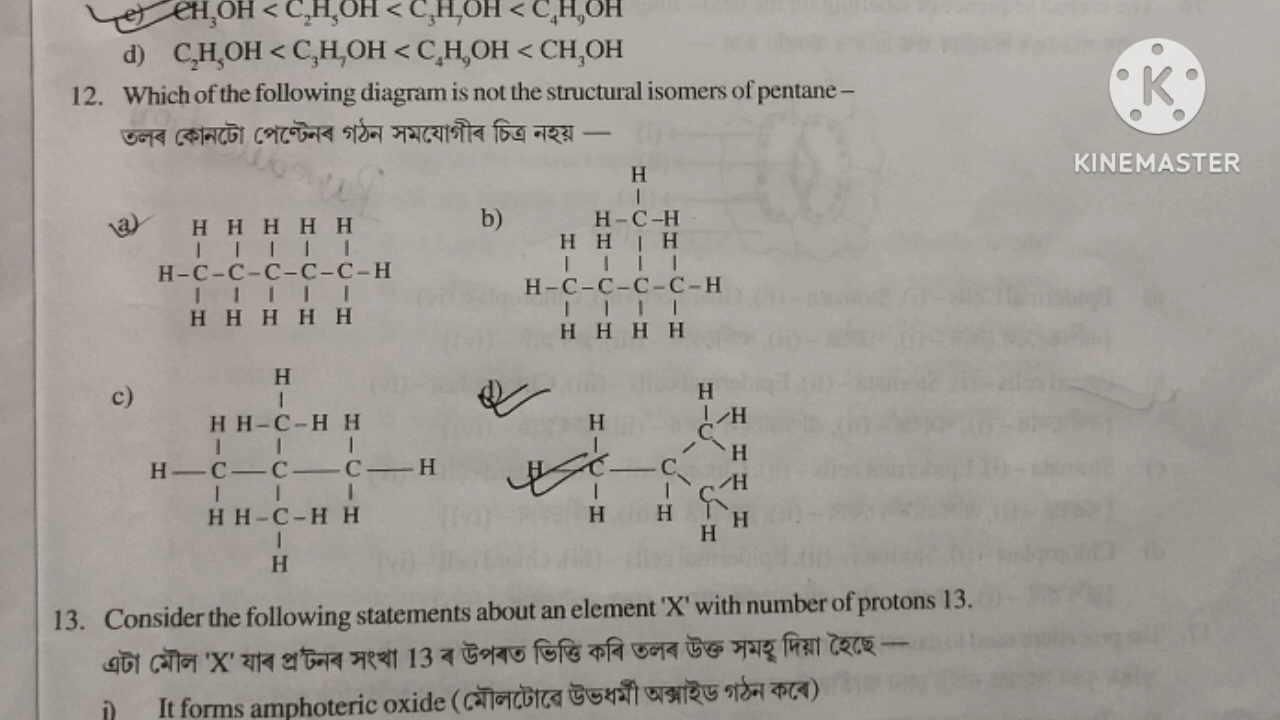 c) CH₃OH < C₂H₅OH < C₃H₇OH < C₄H₉OH
d) C₂H₅OH < C₃H₇OH < C₄H₉OH < CH₃OH
KINEMASTER
12. Which of the following diagram is not the structural isomers of pentane –
তলৰ কোনটো পেণ্টেনৰ গঠন সমযোগীৰ চিত্ৰ নহয় —
a)
H H H H H
H–C–C–C–C–C–H
H H H H H
b)
H
H–C–H
H H H
H–C–C–C–C–H
H H H H
c)
H
H H–C–H H
H—C—C—C—H
H H–C–H H
H
d)
H
H C H
H
H—C—C
C H
H H H
H
13. Consider the following statements about an element 'X' with number of protons 13.
এটা মৌল 'X' যাৰ প্ৰ'টনৰ সংখ্যা 13 ৰ উপৰত ভিত্তি কৰি তলৰ উক্ত সমহূ দিয়া হৈছে —
i) It forms amphoteric oxide (মৌলটোৱে উভধৰ্মী অক্সাইড গঠন কৰে)